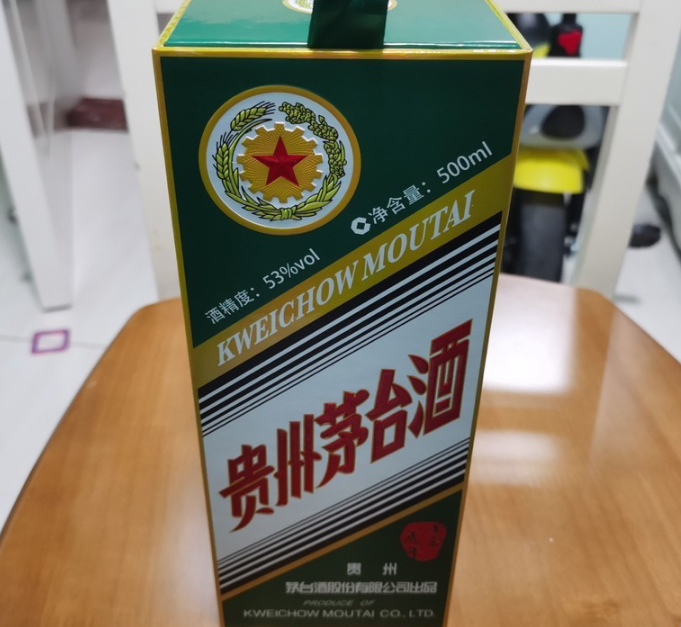 酒精度：53%vol
净含量：500ml
KWEICHOW MOUTAI
贵州茅台酒
贵 州
茅台酒股份有限公司出品
PRODUCE OF
KWEICHOW MOUTAI CO., LTD.